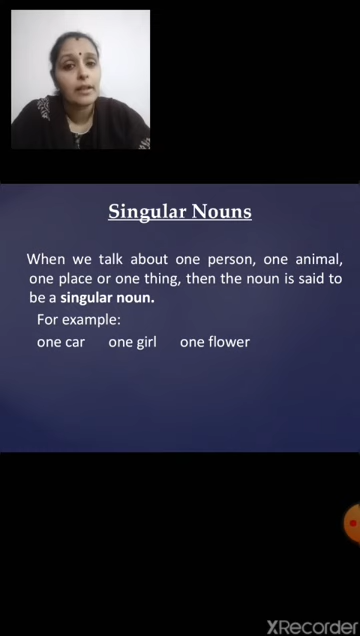 Singular Nouns
When we talk about one person, one animal,
one place or one thing, then the noun is said to
be a singular noun.
For example:
one car one girl one flower
XRecorder